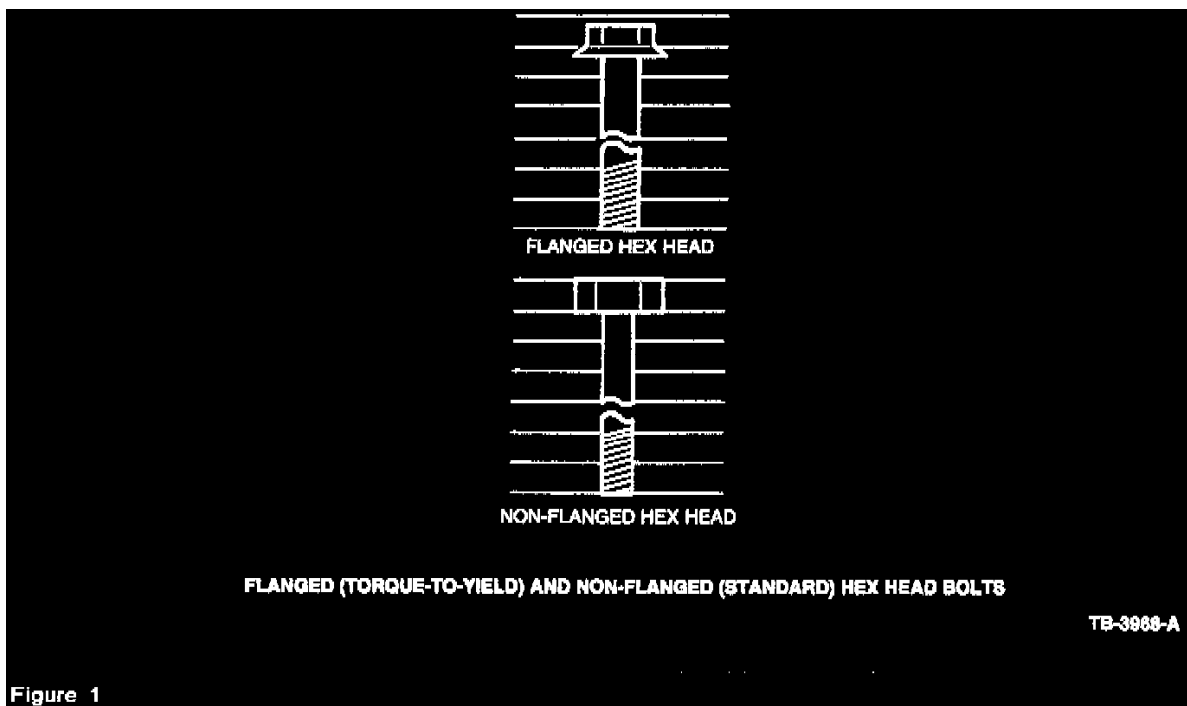 FLANGED HEX HEAD
NON-FLANGED HEX HEAD
FLANGED (TORQUE-TO-YIELD) AND NON-FLANGED (STANDARD) HEX HEAD BOLTS
TB-3968-A
Figure 1